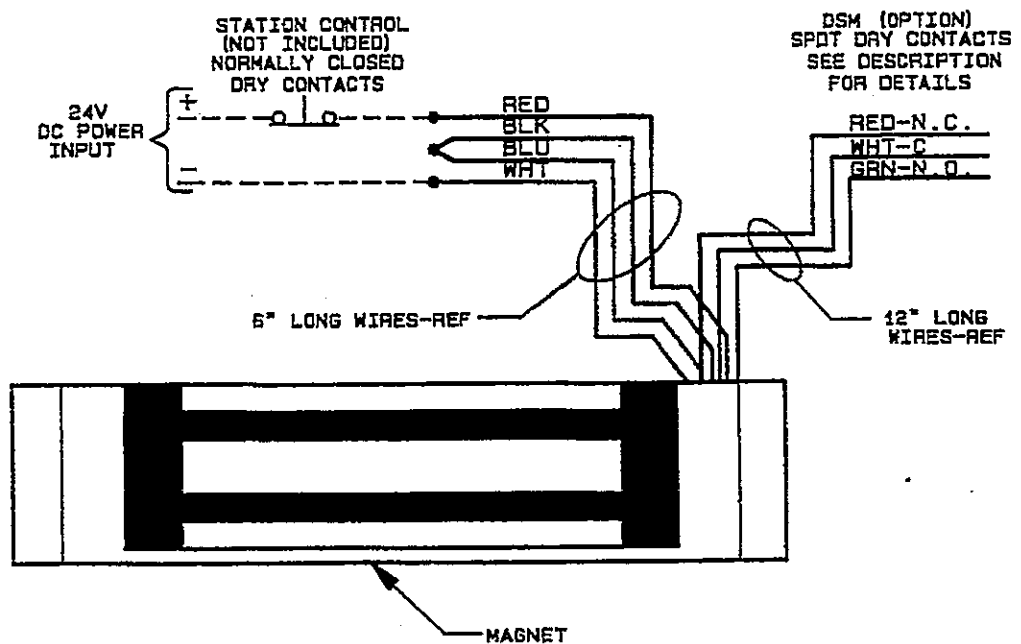 STATION CONTROL
(NOT INCLUDED)
NORMALLY CLOSED
DRY CONTACTS
DSM (OPTION)
SPDT DRY CONTACTS
SEE DESCRIPTION
FOR DETAILS
24V
DC POWER
INPUT
+
-
RED
BLK
BLU
WHT
RED-N.C.
WHT-C
GRN-N.O.
6" LONG WIRES-REF
12" LONG
WIRES-REF
MAGNET